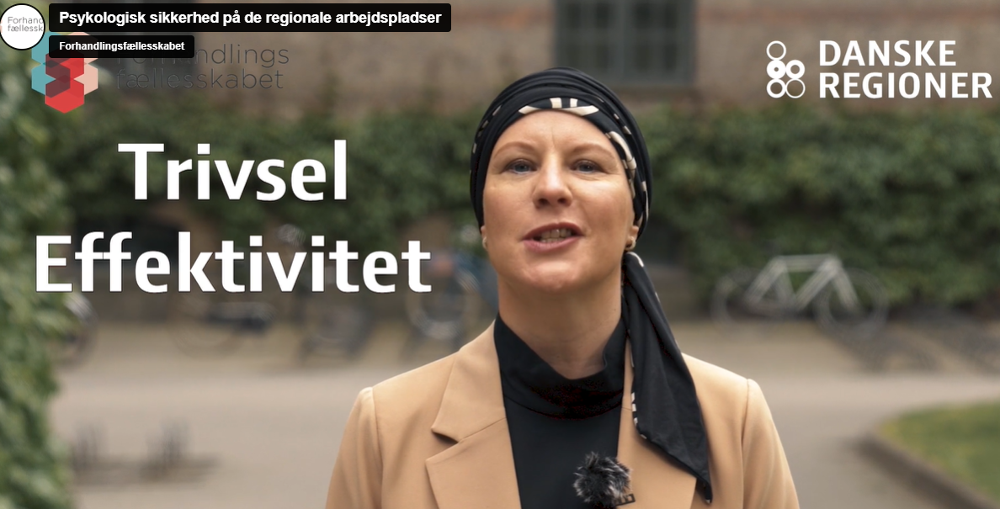 Psykologisk sikkerhed på de regionale arbejdspladser
Forhandlingsfællesskabet
Forhandlings
fællesskabet
DANSKE
REGIONER
Trivsel
Effektivitet